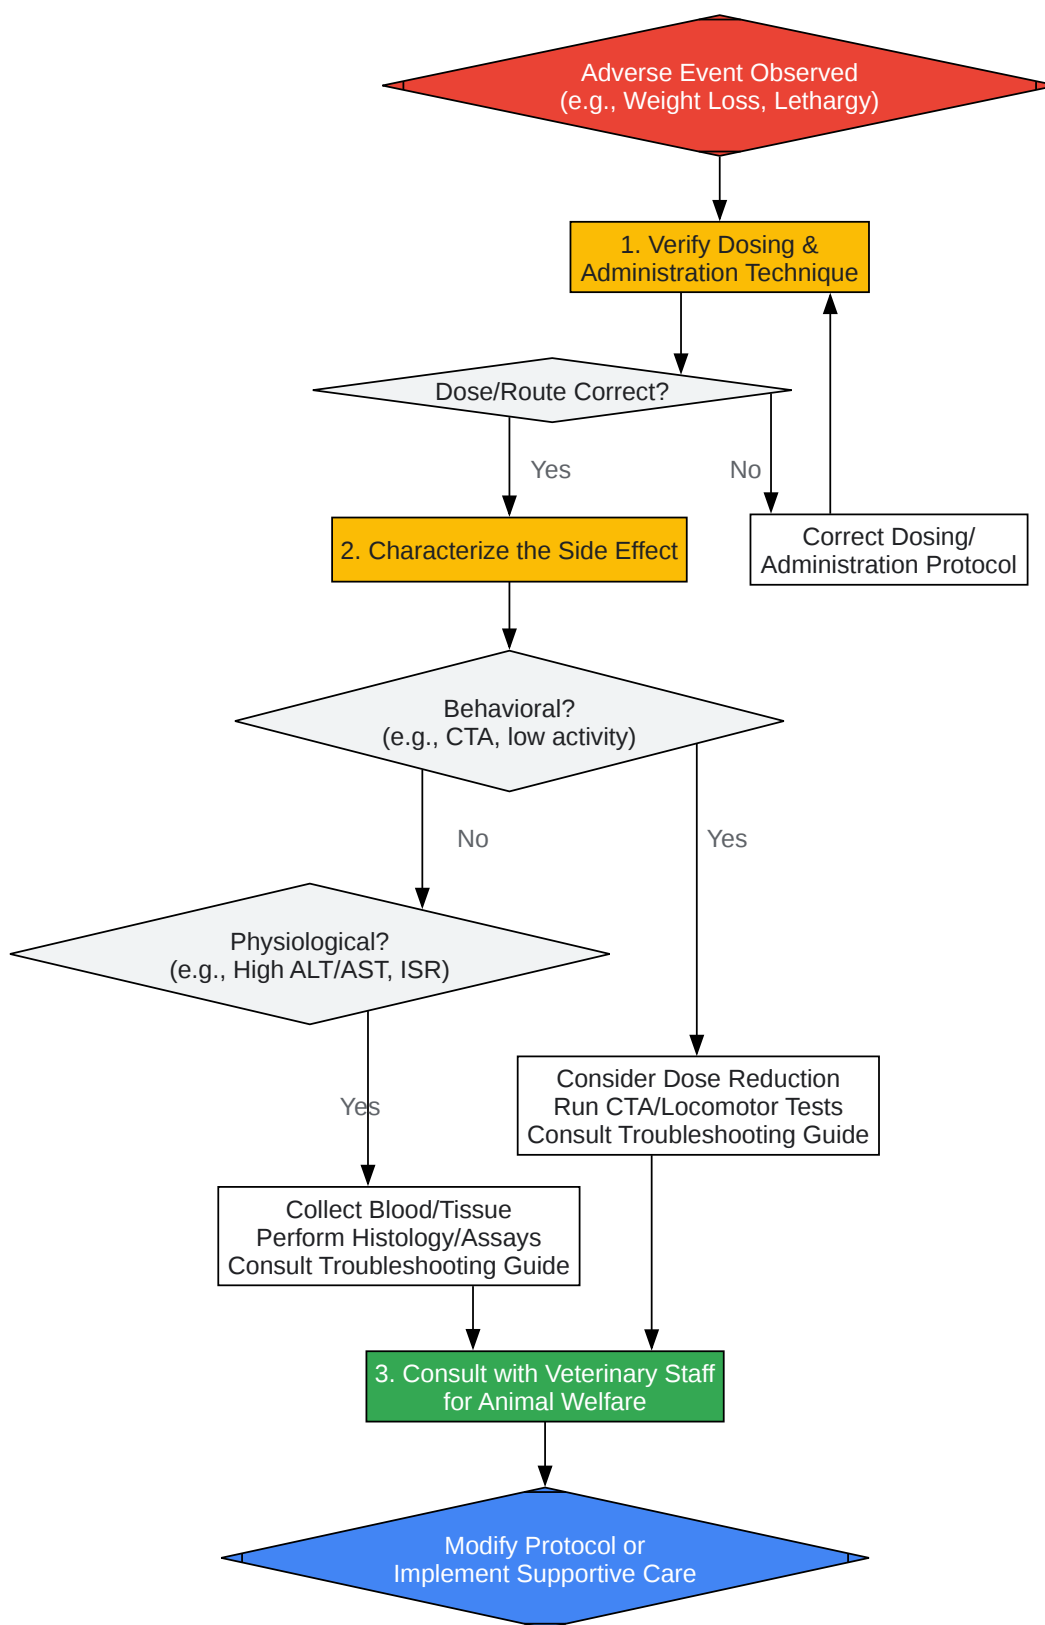 Adverse Event Observed
(e.g., Weight Loss, Lethargy)
1. Verify Dosing &
Administration Technique
Dose/Route Correct?
Yes
No
2. Characterize the Side Effect
Correct Dosing/
Administration Protocol
Behavioral?
(e.g., CTA, low activity)
No
Yes
Physiological?
(e.g., High ALT/AST, ISR)
Consider Dose Reduction
Run CTA/Locomotor Tests
Consult Troubleshooting Guide
Yes
Collect Blood/Tissue
Perform Histology/Assays
Consult Troubleshooting Guide
3. Consult with Veterinary Staff
for Animal Welfare
Modify Protocol or
Implement Supportive Care